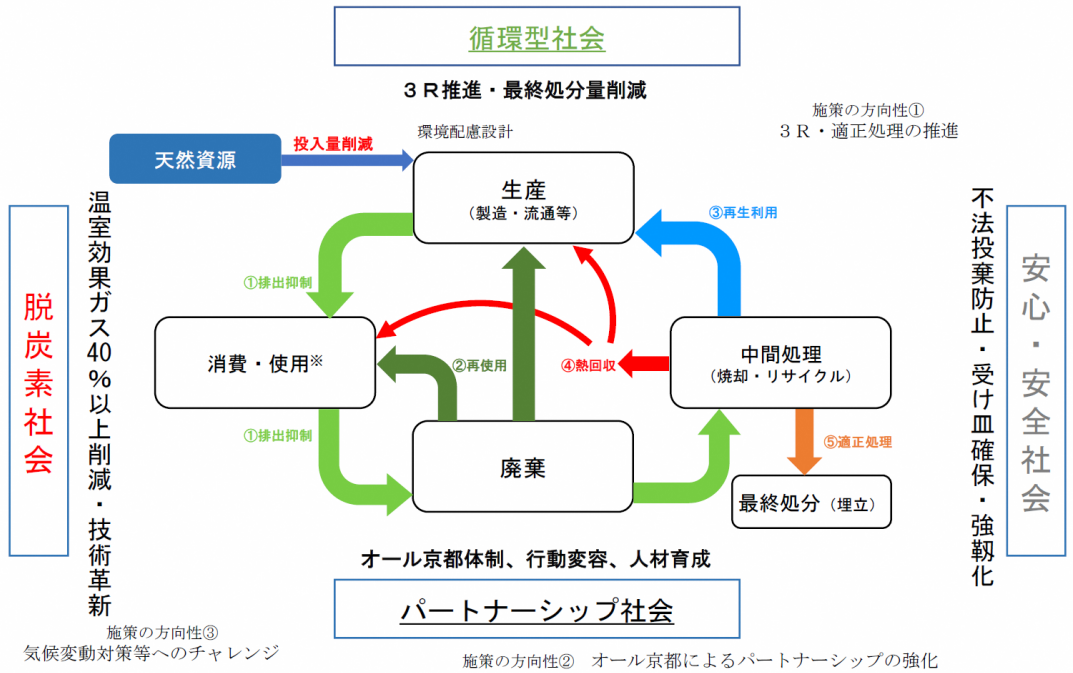 循環型社会
3R推進・最終処分量削減
施策の方向性①
3R・適正処理の推進
環境配慮設計
天然資源
投入量削減
生産
(製造・流通等)
③再生利用
①排出抑制
温室効果ガス40%以上削減・技術革新
脱炭素社会
不法投棄防止・受け皿確保・強靱化
安心・安全社会
消費・使用※
②再使用
④熱回収
中間処理
(焼却・リサイクル)
①排出抑制
⑤適正処理
廃棄
最終処分(埋立)
オール京都体制、行動変容、人材育成
パートナーシップ社会
施策の方向性③
気候変動対策等へのチャレンジ
施策の方向性② オール京都によるパートナーシップの強化